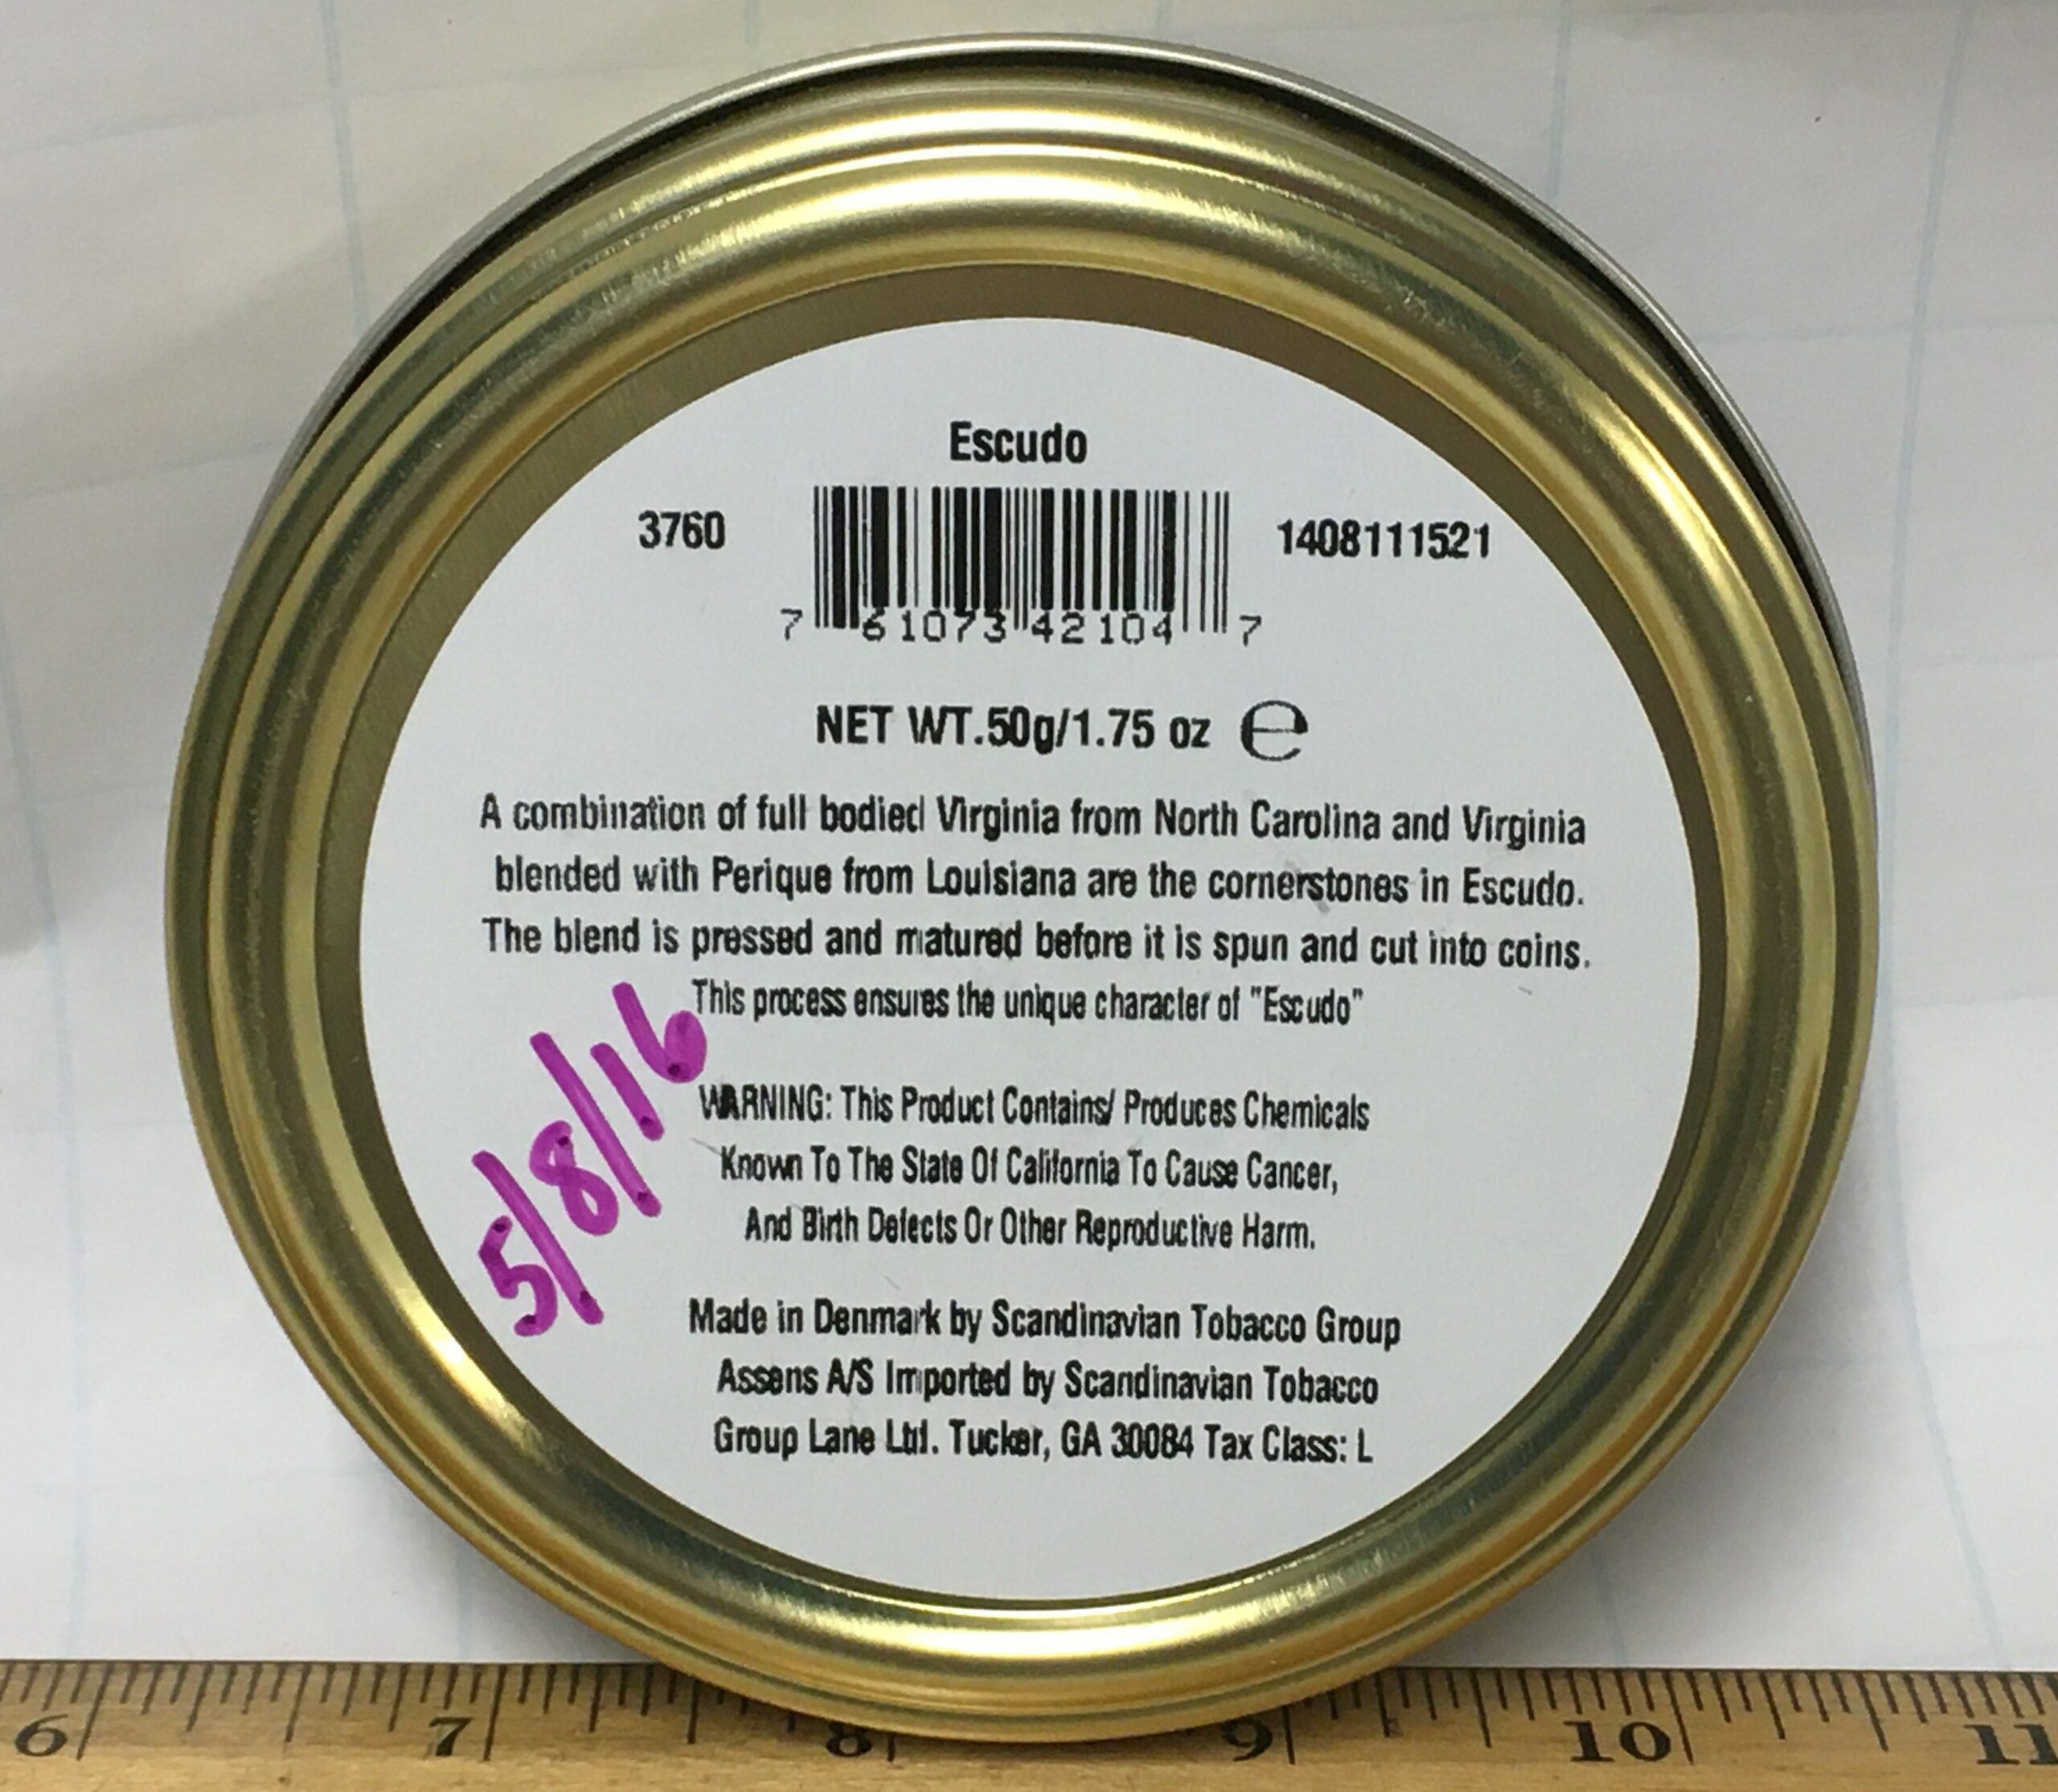 Escudo
3760
1408111521
7 61073 42104 7
NET WT.50g/1.75 oz ℮
A combination of full bodied Virginia from North Carolina and Virginia
blended with Perique from Louisiana are the cornerstones in Escudo.
The blend is pressed and matured before it is spun and cut into coins.
This process ensures the unique character of "Escudo"
5/8/16
WARNING: This Product Contains/ Produces Chemicals
Known To The State Of California To Cause Cancer,
And Birth Defects Or Other Reproductive Harm.
Made in Denmark by Scandinavian Tobacco Group
Assens A/S Imported by Scandinavian Tobacco
Group Lane Ltd. Tucker, GA 30084 Tax Class: L
6 7 8 9 10 11